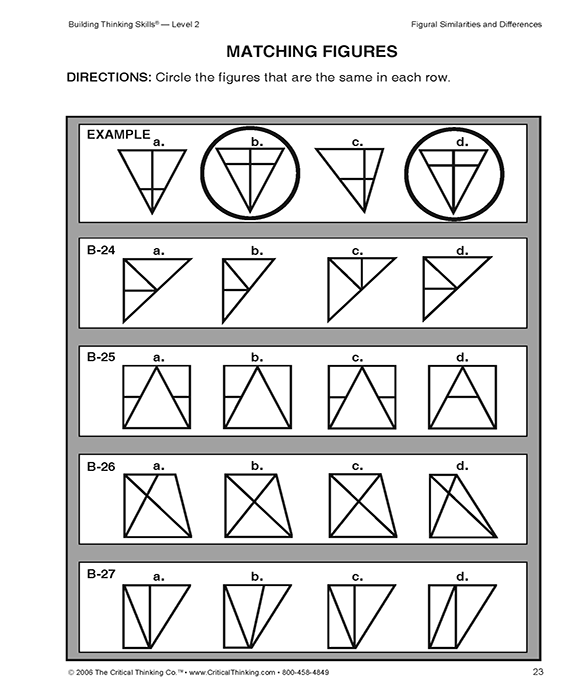 Building Thinking Skills® — Level 2 Figural Similarities and Differences
MATCHING FIGURES
DIRECTIONS: Circle the figures that are the same in each row.
EXAMPLE a. b. c. d.
B-24 a. b. c. d.
B-25 a. b. c. d.
B-26 a. b. c. d.
B-27 a. b. c. d.
© 2006 The Critical Thinking Co.™ • www.CriticalThinking.com • 800-458-4849 23